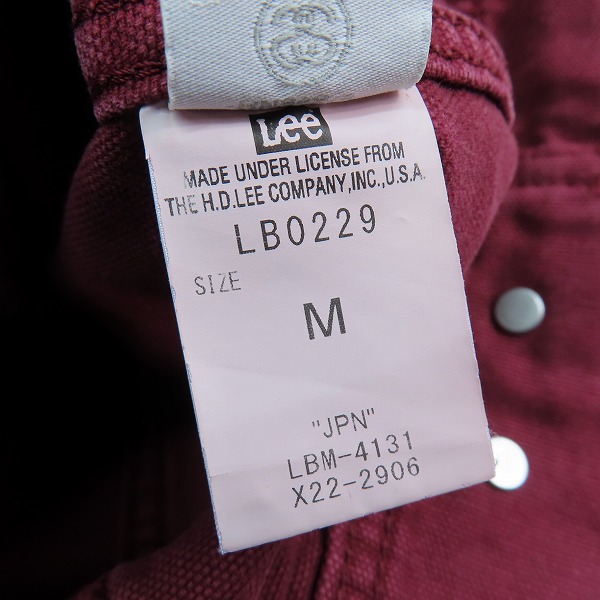 Lee
MADE UNDER LICENSE FROM
THE H.D.LEE COMPANY,INC.,U.S.A.
LB0229
SIZE
M
"JPN"
LBM-4131
X22-2906